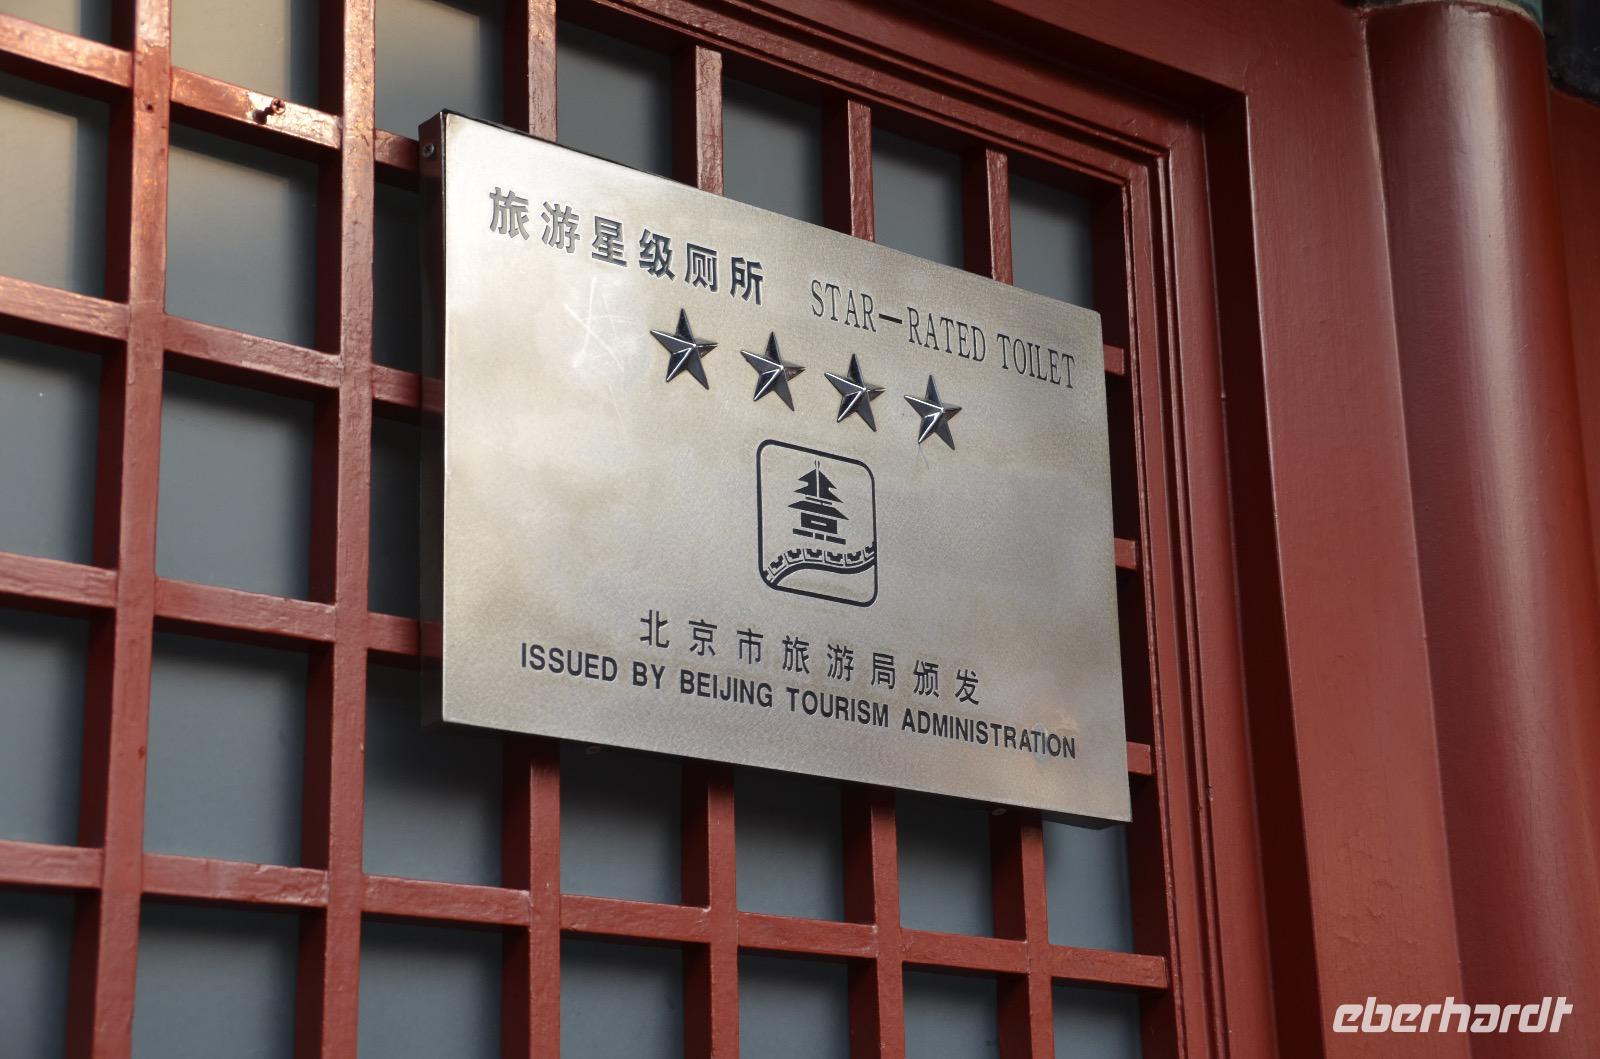 旅游星级厕所 STAR—RATED TOILET
北京市旅游局颁发
ISSUED BY BEIJING TOURISM ADMINISTRATION
eberhardt